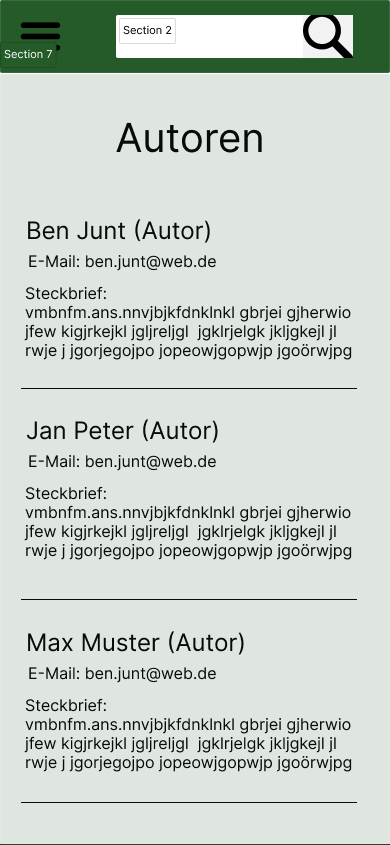 Section 2
Section 7
Autoren
Ben Junt (Autor)
E-Mail: ben.junt@web.de
Steckbrief:
vmbnfm.ans.nnvjbjkfdnklnkl gbrjei gjherwio
jfew kigjrkejkl jgljreljgl  jgklrjelgk jkljgkejl jl
rwje j jgorjegojpo jopeowjgopwjp jgoörwjpg
Jan Peter (Autor)
E-Mail: ben.junt@web.de
Steckbrief:
vmbnfm.ans.nnvjbjkfdnklnkl gbrjei gjherwio
jfew kigjrkejkl jgljreljgl  jgklrjelgk jkljgkejl jl
rwje j jgorjegojpo jopeowjgopwjp jgoörwjpg
Max Muster (Autor)
E-Mail: ben.junt@web.de
Steckbrief:
vmbnfm.ans.nnvjbjkfdnklnkl gbrjei gjherwio
jfew kigjrkejkl jgljreljgl  jgklrjelgk jkljgkejl jl
rwje j jgorjegojpo jopeowjgopwjp jgoörwjpg